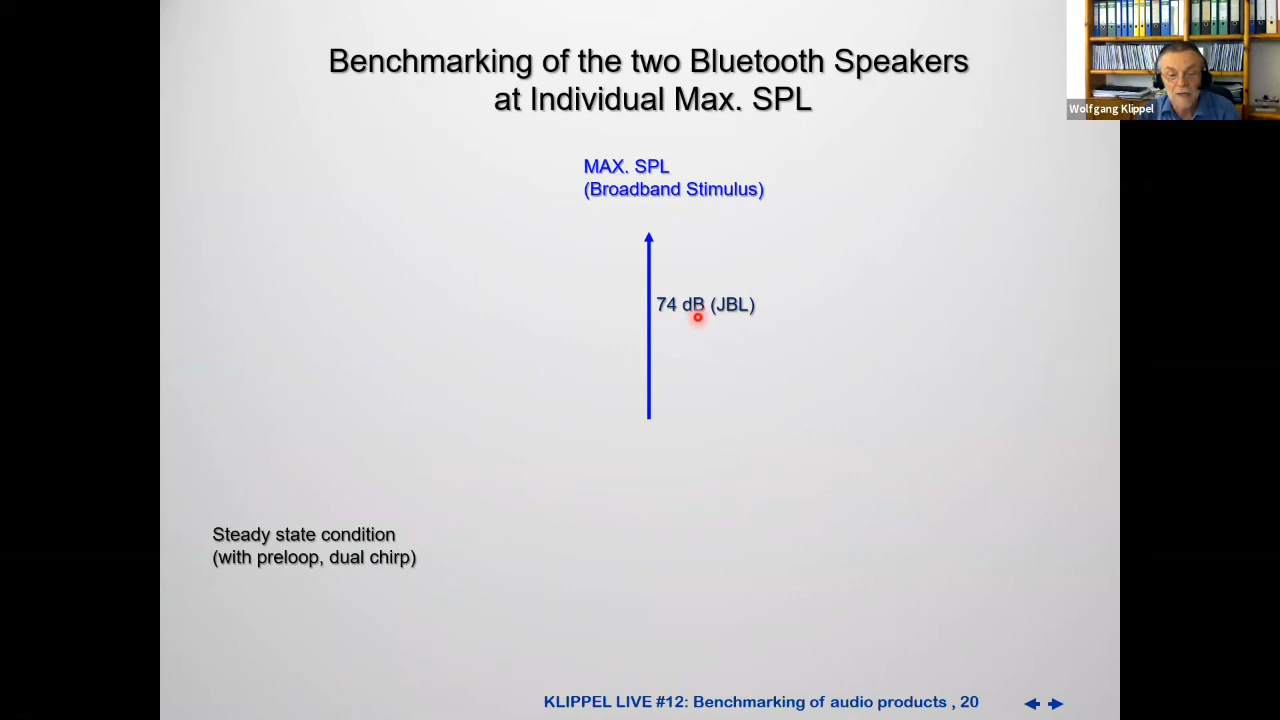 Benchmarking of the two Bluetooth Speakers
at Individual Max. SPL
Wolfgang Klippel
MAX. SPL
(Broadband Stimulus)
74 dB (JBL)
Steady state condition
(with preloop, dual chirp)
KLIPPEL LIVE #12: Benchmarking of audio products , 20